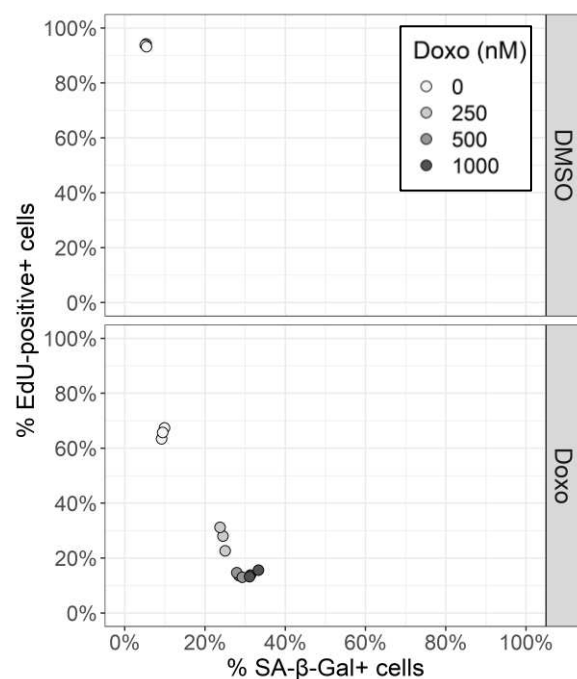 100%
80%
60%
40%
20%
0%
Doxo (nM)
0
250
500
1000
DMSO
% EdU-positive+ cells
100%
80%
60%
40%
20%
0%
Doxo
0% 20% 40% 60% 80% 100%
% SA-β-Gal+ cells